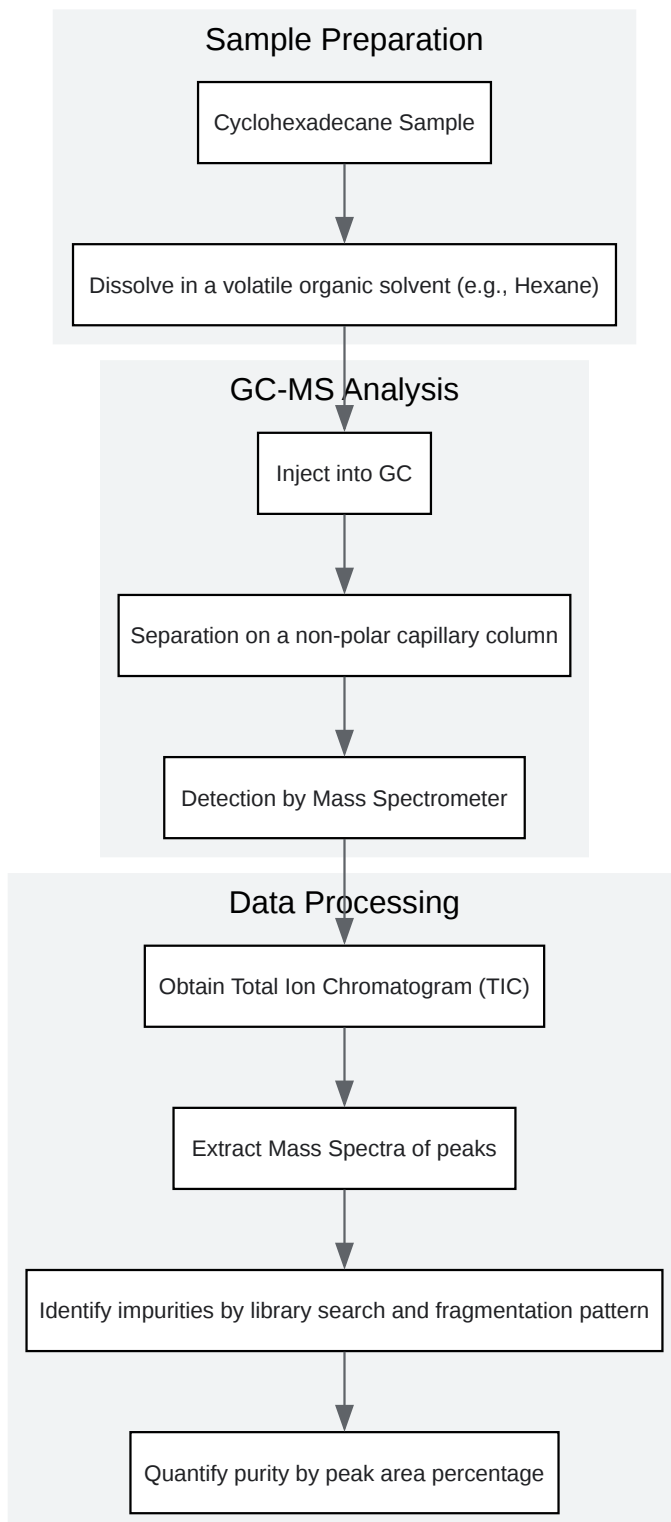 Sample Preparation
Cyclohexadecane Sample
Dissolve in a volatile organic solvent (e.g., Hexane)
GC-MS Analysis
Inject into GC
Separation on a non-polar capillary column
Detection by Mass Spectrometer
Data Processing
Obtain Total Ion Chromatogram (TIC)
Extract Mass Spectra of peaks
Identify impurities by library search and fragmentation pattern
Quantify purity by peak area percentage